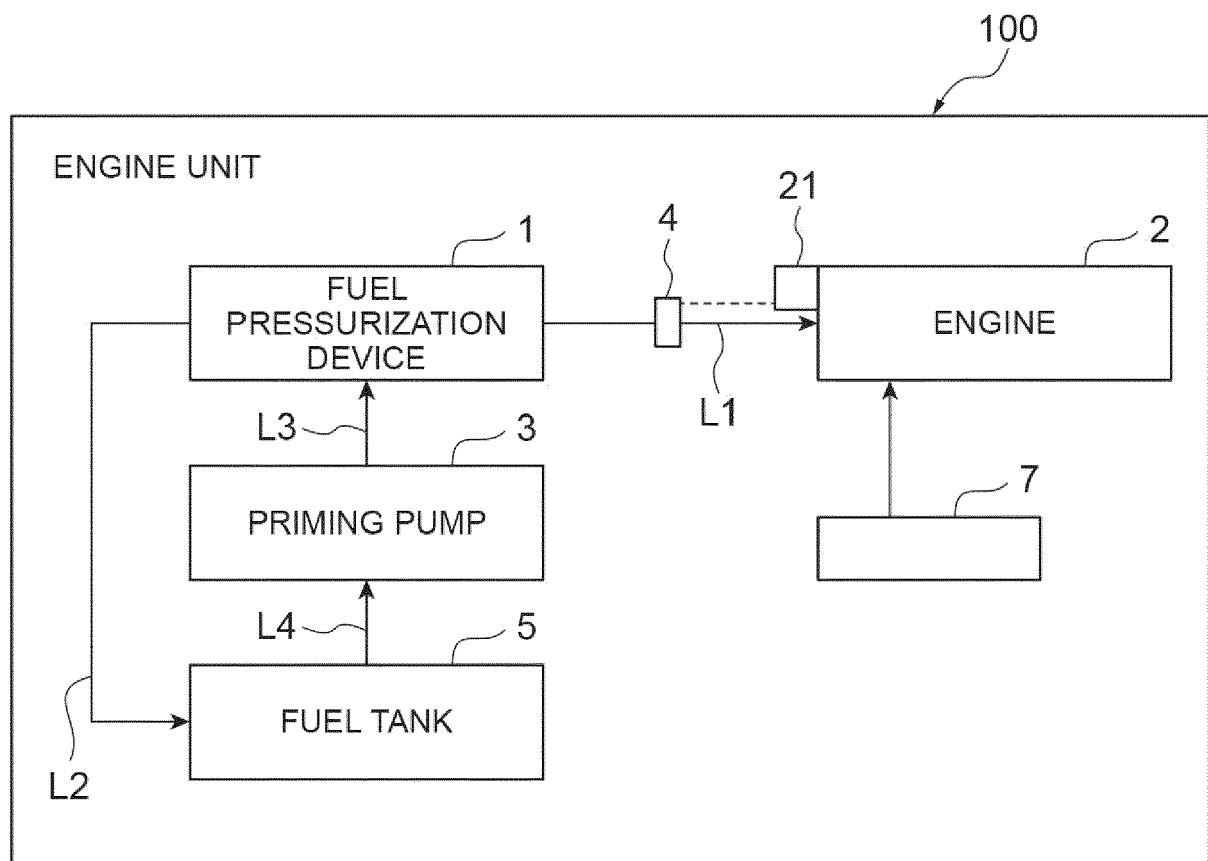 100
ENGINE UNIT
21
4
1
2
FUEL
PRESSURIZATION
DEVICE
ENGINE
L1
L3
3
7
PRIMING PUMP
L4
5
FUEL TANK
L2